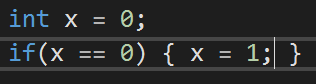 int x = 0;
if(x == 0) { x = 1; }